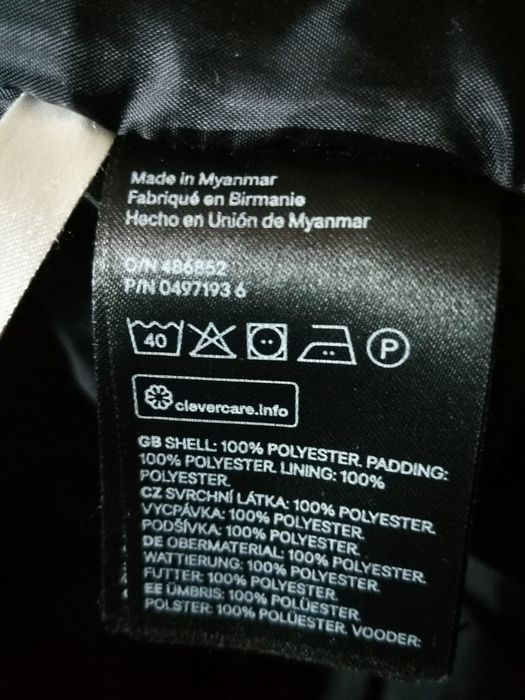 Made in Myanmar
Fabriqué en Birmanie
Hecho en Unión de Myanmar
O/N 486852
P/N 0497193 6
40
P
clevercare.info
GB SHELL: 100% POLYESTER. PADDING:
100% POLYESTER. LINING: 100%
POLYESTER.
CZ SVRCHNÍ LÁTKA: 100% POLYESTER.
VYCPÁVKA: 100% POLYESTER.
PODŠÍVKA: 100% POLYESTER.
DE OBERMATERIAL: 100% POLYESTER.
WATTIERUNG: 100% POLYESTER.
FUTTER: 100% POLYESTER.
EE ÜMBRIS: 100% POLÜESTER.
POLSTER: 100% POLÜESTER. VOODER: